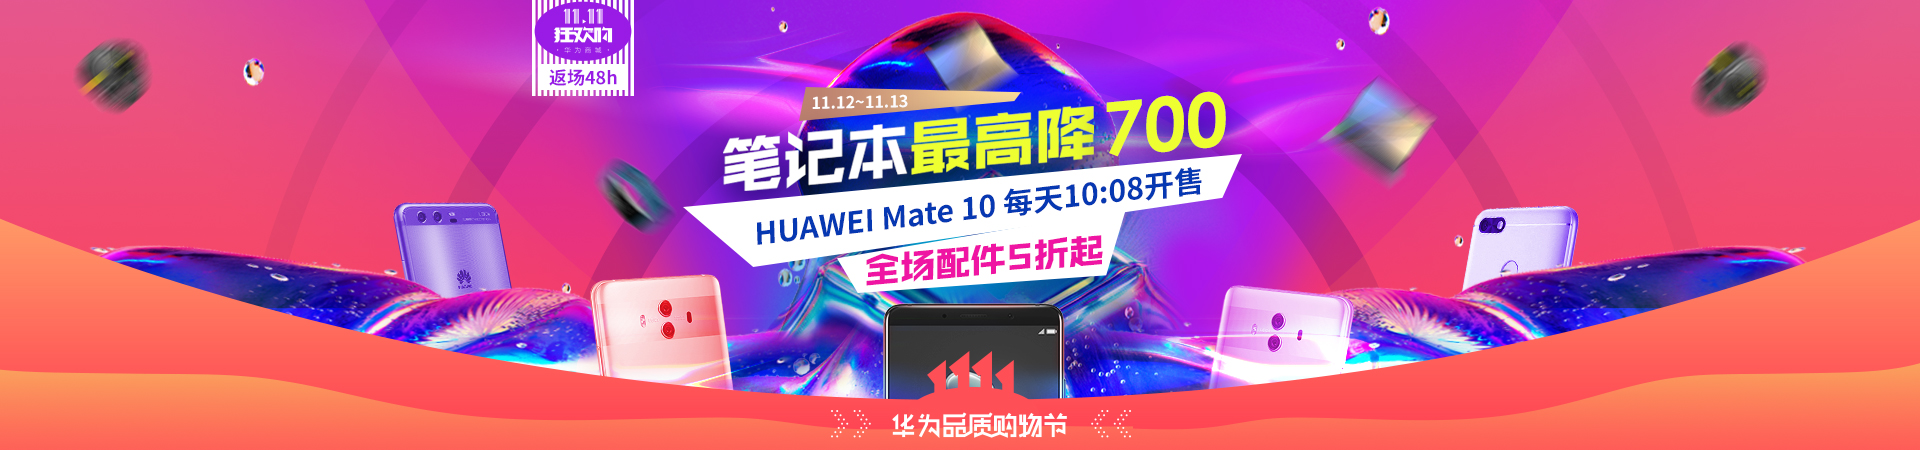 11.11
狂欢购
·华为商城·
返场48h
11.12~11.13
笔记本最高降700
HUAWEI Mate 10 每天10:08开售
全场配件5折起
1111
华为品质购物节